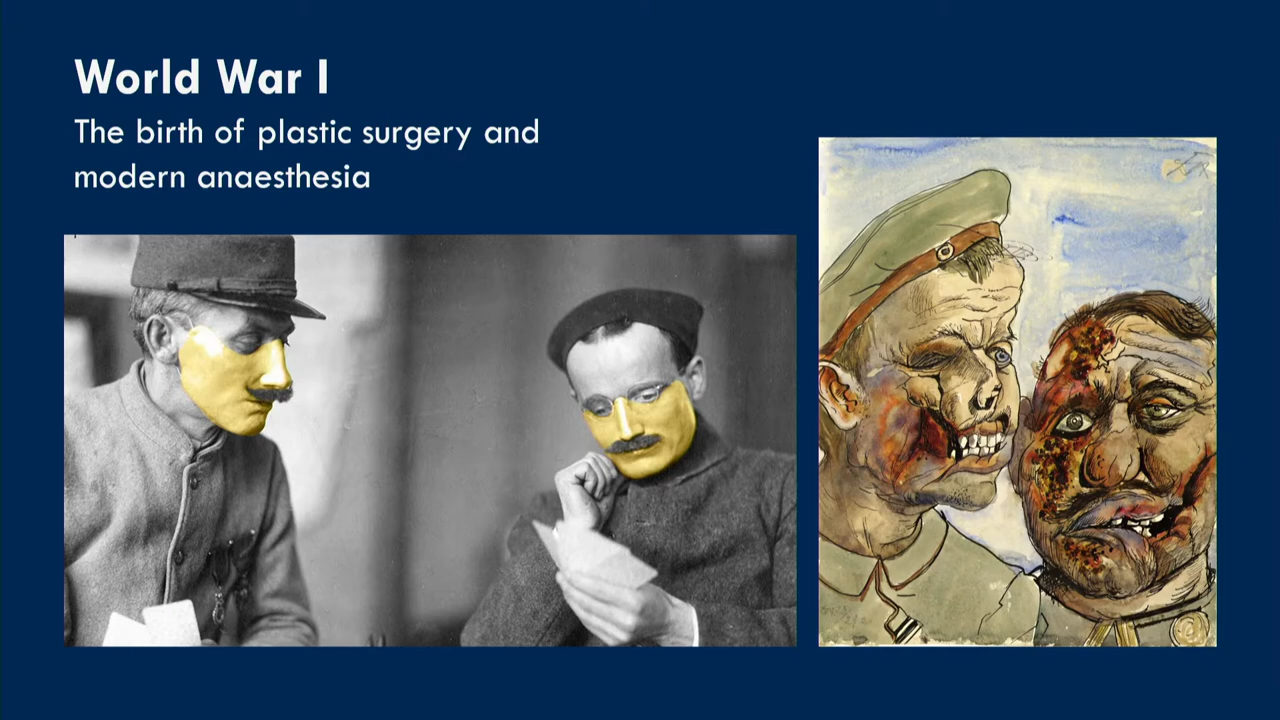 World War I
The birth of plastic surgery and
modern anaesthesia